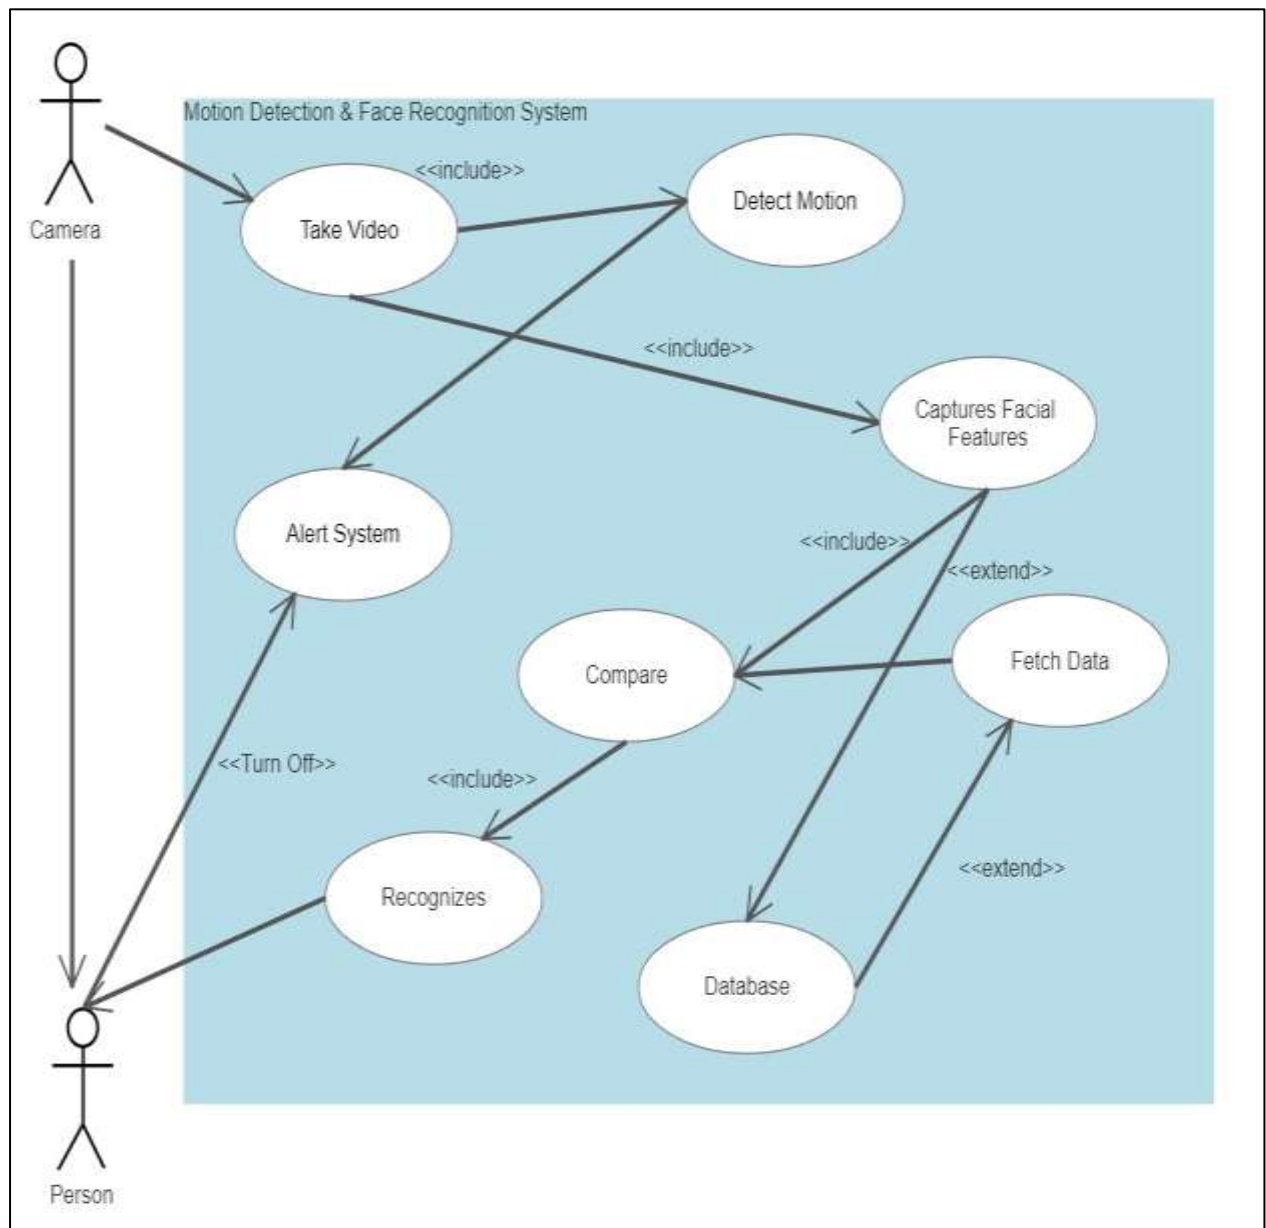 Motion Detection & Face Recognition System
<<include>>
Detect Motion
Take Video
Camera
<<include>>
Captures Facial
Features
Alert System
<<include>>
<<extend>>
Compare
Fetch Data
<<Turn Off>>
<<include>>
<<extend>>
Recognizes
Database
Person